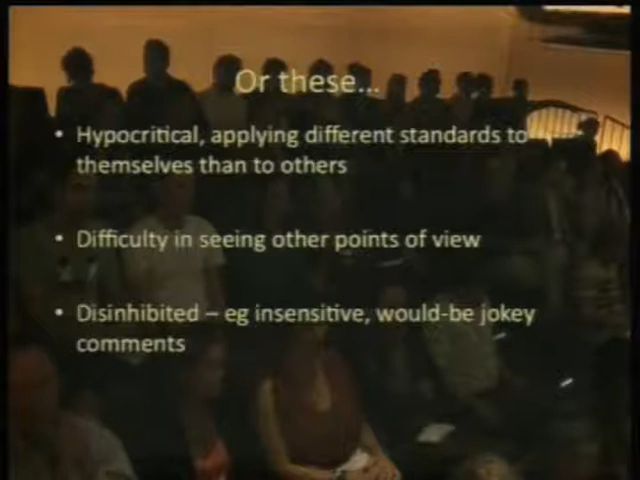 Or these...
• Hypocritical, applying different standards to
themselves than to others
• Difficulty in seeing other points of view
• Disinhibited – eg insensitive, would-be jokey
comments